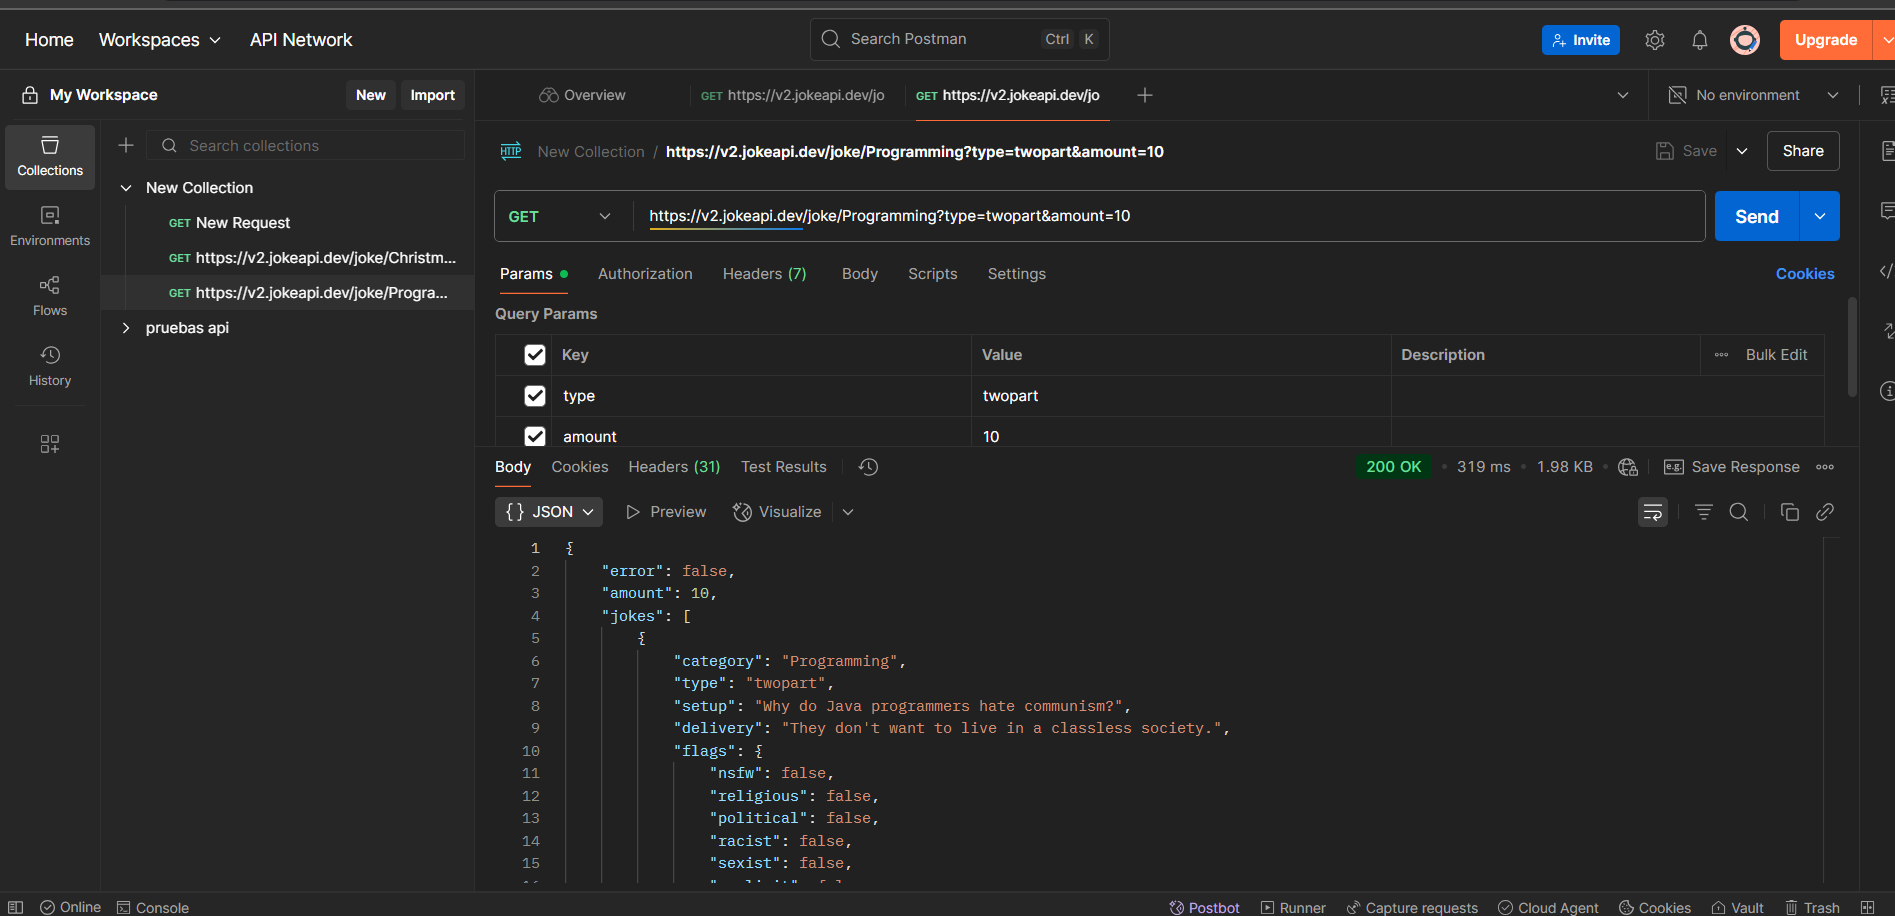 Home Workspaces API Network Search Postman Ctrl K Invite Upgrade
My Workspace New Import Overview GET https://v2.jokeapi.dev/jo GET https://v2.jokeapi.dev/jo No environment
Search collections
Collections
Environments
Flows
History
New Collection
GET New Request
GET https://v2.jokeapi.dev/joke/Christm...
GET https://v2.jokeapi.dev/joke/Progra...
pruebas api
HTTP New Collection / https://v2.jokeapi.dev/joke/Programming?type=twopart&amount=10 Save Share
GET https://v2.jokeapi.dev/joke/Programming?type=twopart&amount=10 Send
Params Authorization Headers (7) Body Scripts Settings Cookies
Query Params
Key Value Description Bulk Edit
type twopart
amount 10
Body Cookies Headers (31) Test Results 200 OK 319 ms 1.98 KB e.g. Save Response
{} JSON Preview Visualize
1 {
2 "error": false,
3 "amount": 10,
4 "jokes": [
5 {
6 "category": "Programming",
7 "type": "twopart",
8 "setup": "Why do Java programmers hate communism?",
9 "delivery": "They don't want to live in a classless society.",
10 "flags": {
11 "nsfw": false,
12 "religious": false,
13 "political": false,
14 "racist": false,
15 "sexist": false,
Online Console Postbot Runner Capture requests Cloud Agent Cookies Vault Trash